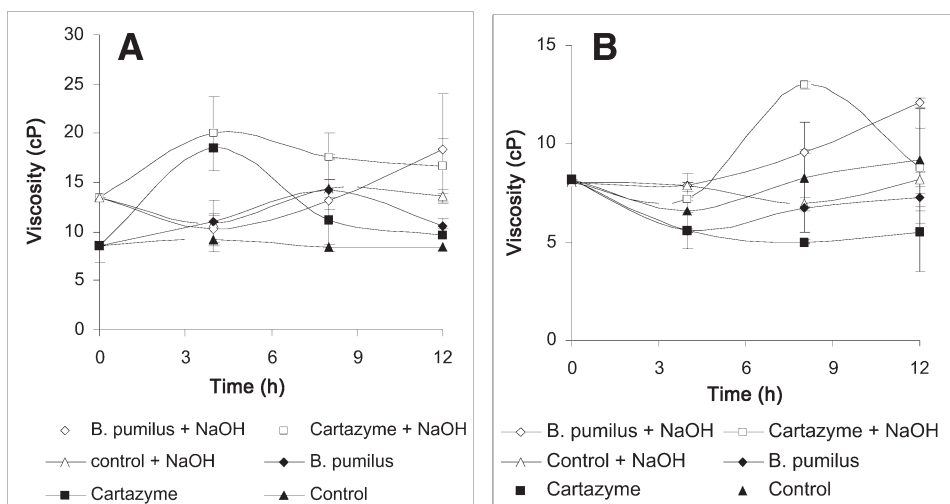 A
Viscosity (cP)
30
25
20
15
10
5
0
0 3 6 9 12
Time (h)
B. pumilus + NaOH Cartazyme + NaOH
control + NaOH B. pumilus
Cartazyme Control
B
Viscosity (cP)
15
10
5
0
0 3 6 9 12
Time (h)
B. pumilus + NaOH Cartazyme + NaOH
Control + NaOH B. pumilus
Cartazyme Control